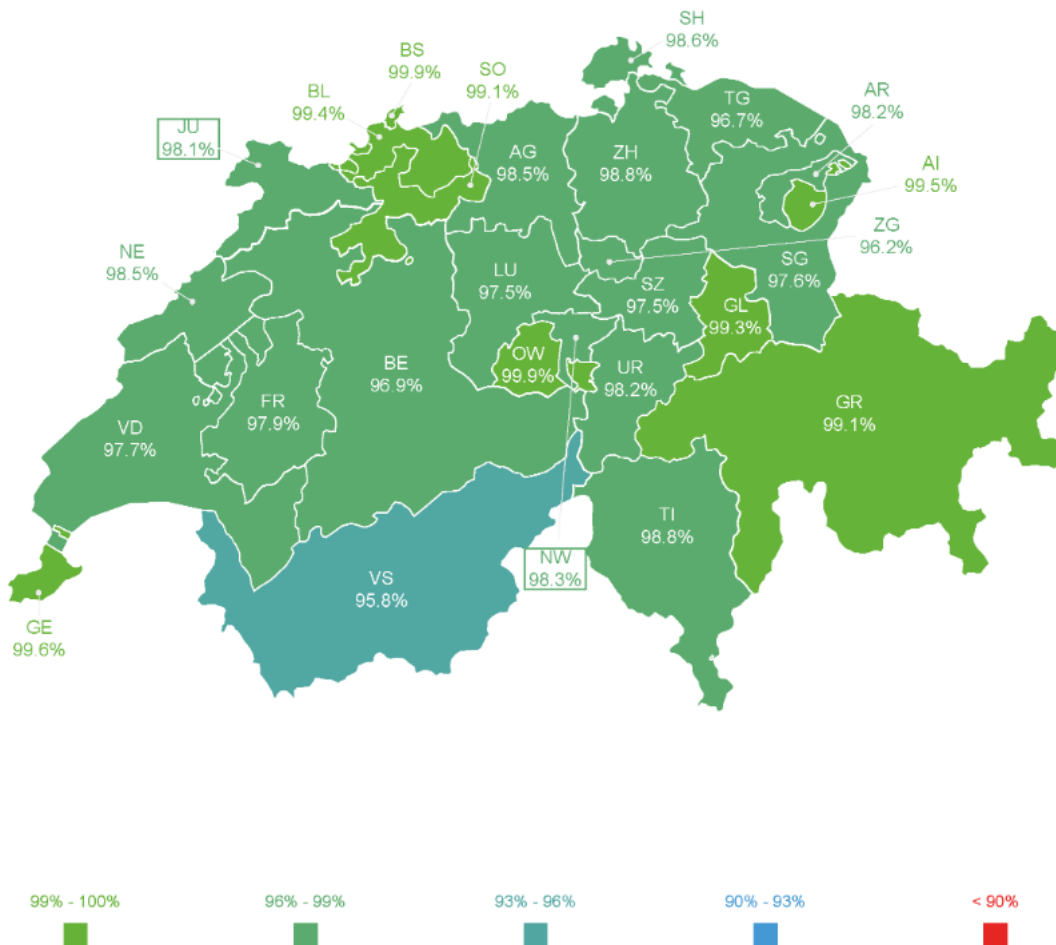 SH
98.6%
BS
99.9%
SO
99.1%
BL
99.4%
AR
98.2%
TG
96.7%
JU
98.1%
AG
98.5%
ZH
98.8%
AI
99.5%
ZG
96.2%
NE
98.5%
LU
97.5%
SZ
97.5%
SG
97.6%
GL
99.3%
OW
99.9%
UR
98.2%
BE
96.9%
FR
97.9%
GR
99.1%
VD
97.7%
TI
98.8%
NW
98.3%
VS
95.8%
GE
99.6%
99% - 100%
96% - 99%
93% - 96%
90% - 93%
< 90%